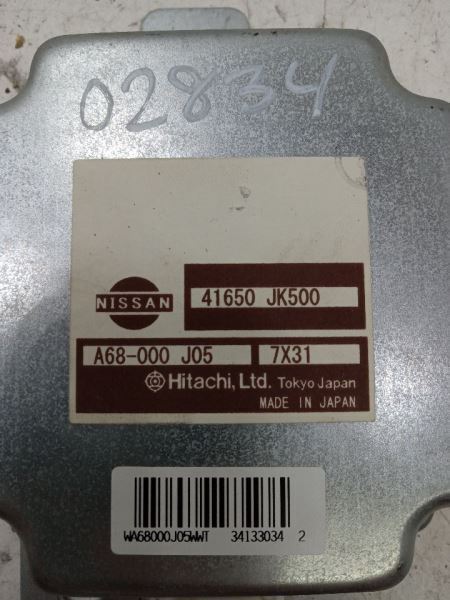 02834
NISSAN
41650 JK500
A68-000 J05 7X31
Hitachi, Ltd. Tokyo Japan
MADE IN JAPAN
WA68000J05WWT 34133034 2